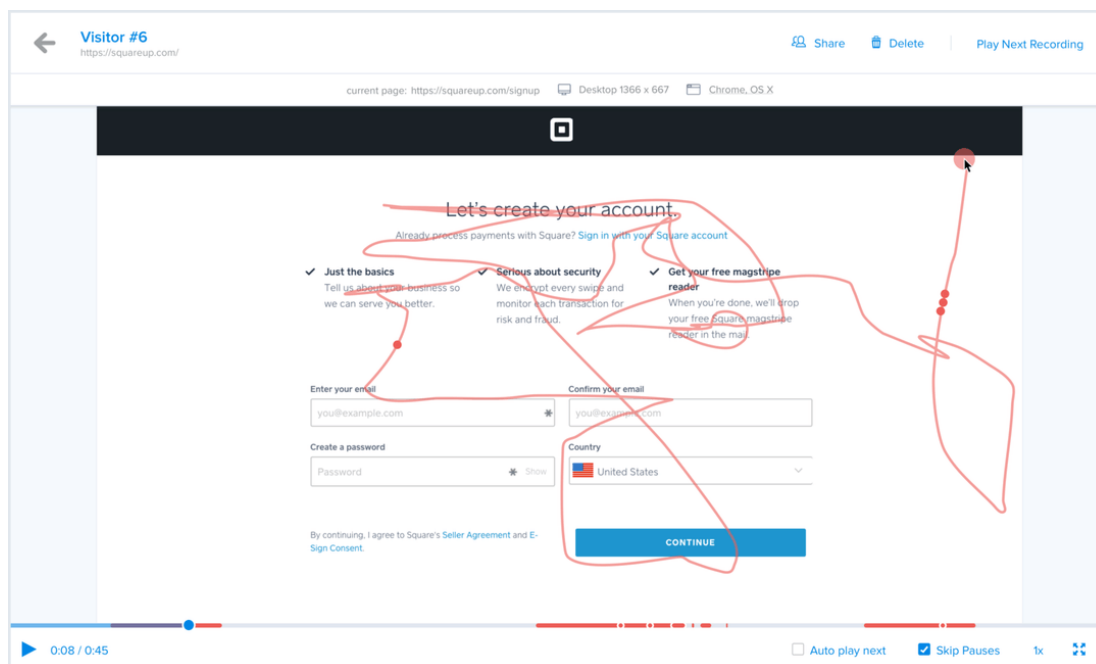 Visitor #6
https://squareup.com/
Share
Delete
Play Next Recording
current page: https://squareup.com/signup
Desktop 1366 x 667
Chrome, OS X
Let's create your account.
Already process payments with Square? Sign in with your Square account
Just the basics
Tell us about your business so
we can serve you better.
Serious about security
We encrypt every swipe and
monitor each transaction for
risk and fraud.
Get your free magstripe
reader
When you're done, we'll drop
your free Square magstripe
reader in the mail.
Enter your email
you@example.com
Confirm your email
you@example.com
Create a password
Password
Show
Country
United States
By continuing, I agree to Square's Seller Agreement and E-
Sign Consent.
CONTINUE
0:08 / 0:45
Auto play next
Skip Pauses
1x